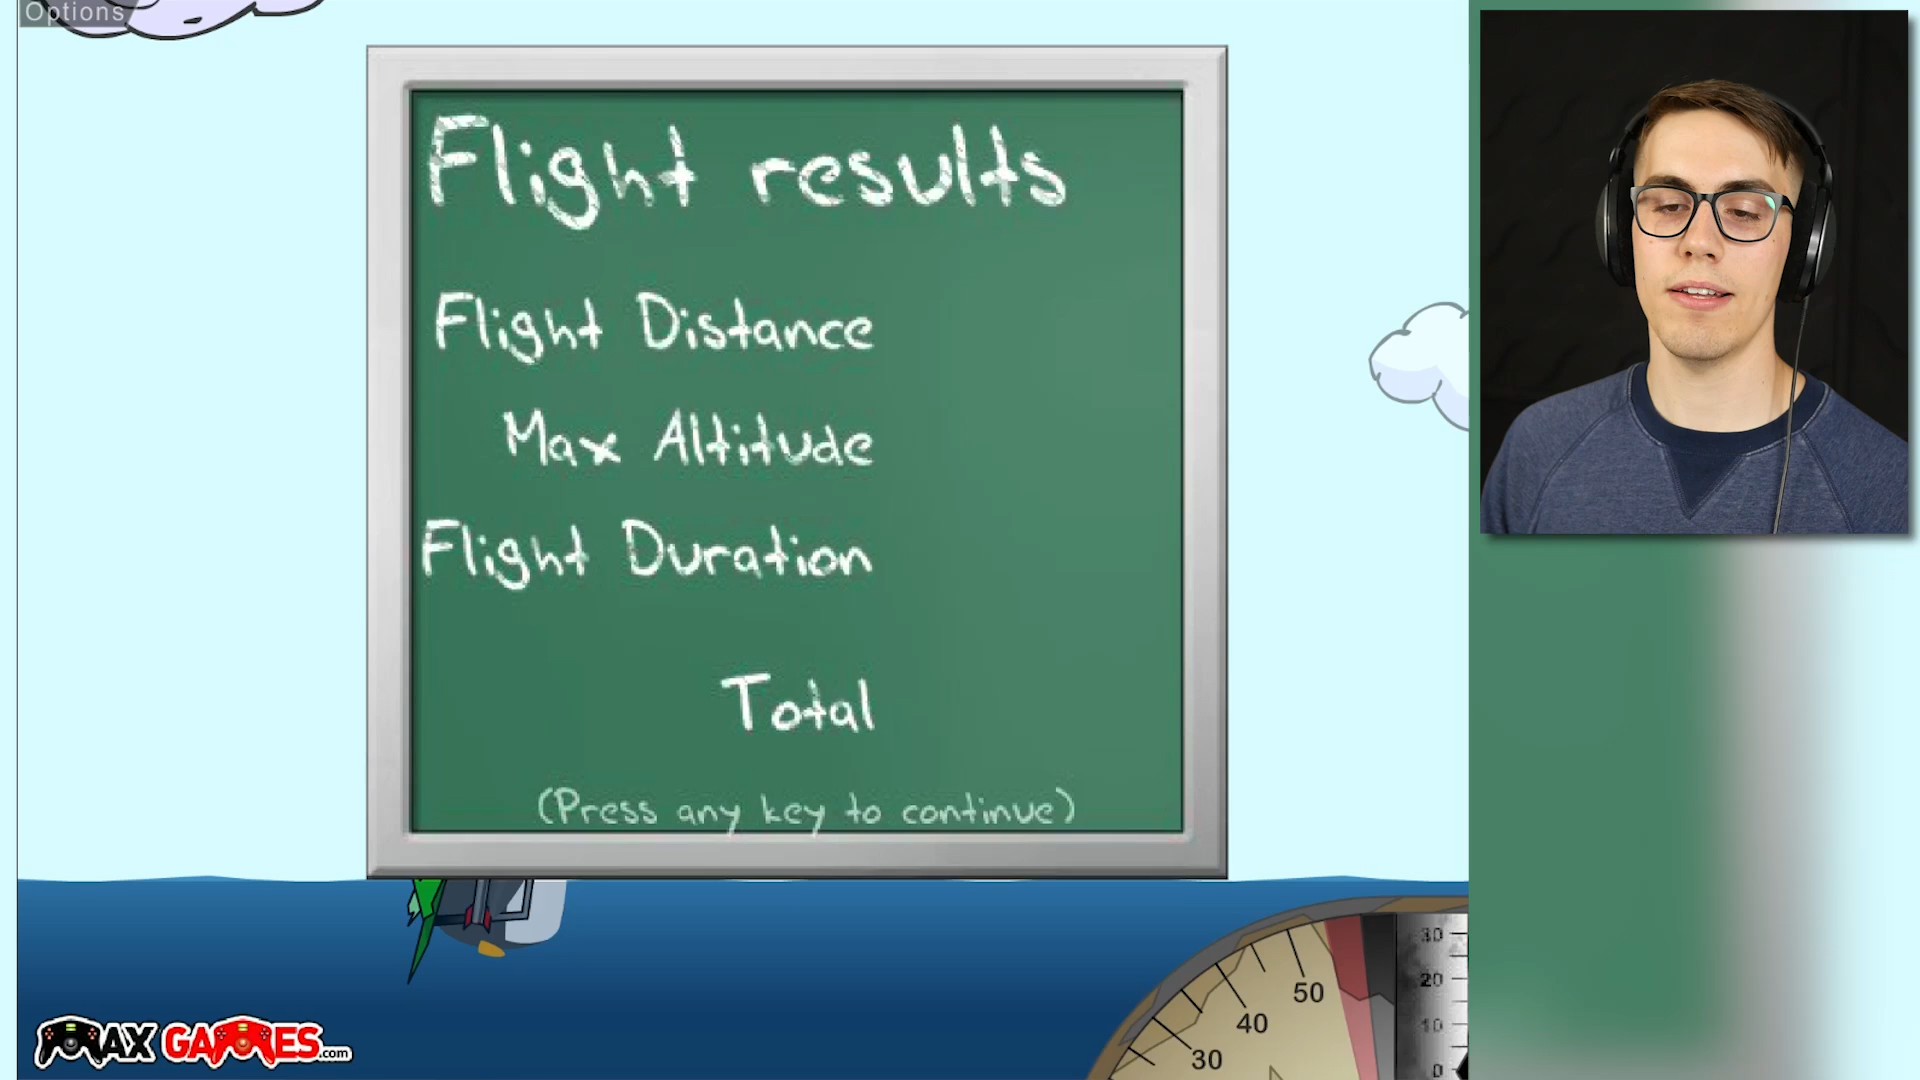 Options
Flight results
Flight Distance
Max Altitude
Flight Duration
Total
(Press any key to continue)
MAX GAMES.com
50
40
30
30
20
10
0